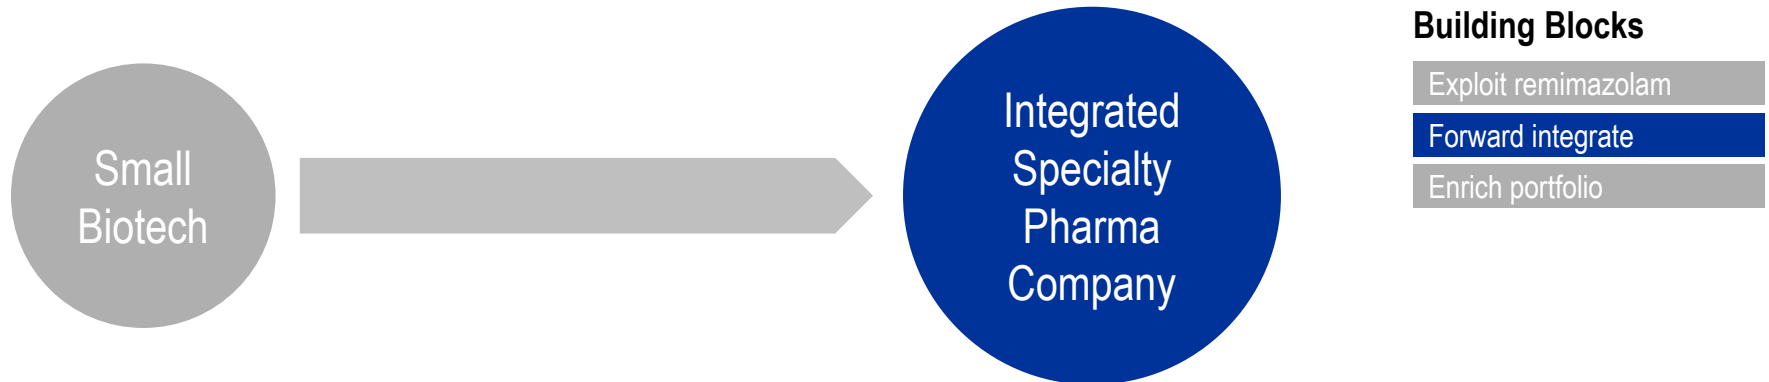 Small
Biotech
Integrated
Specialty
Pharma
Company
Building Blocks
Exploit remimazolam
Forward integrate
Enrich portfolio